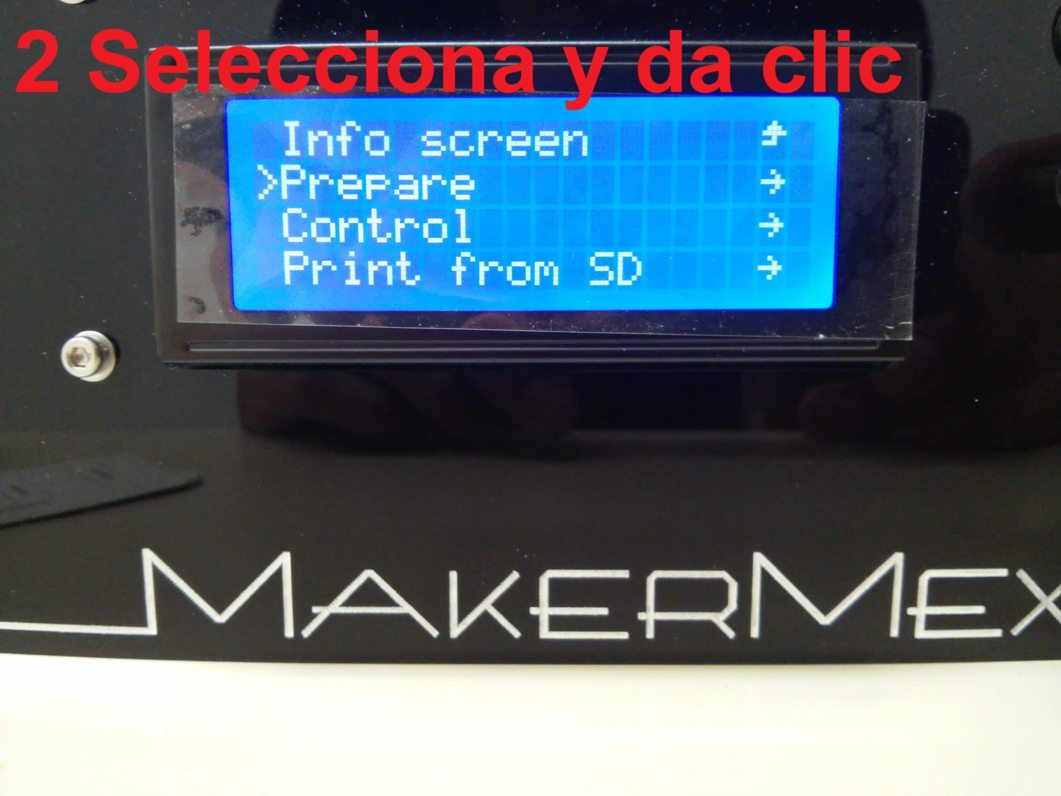 2 Selecciona y da clic
Info screen
>Prepare
Control
Print from SD
MAKERMEX